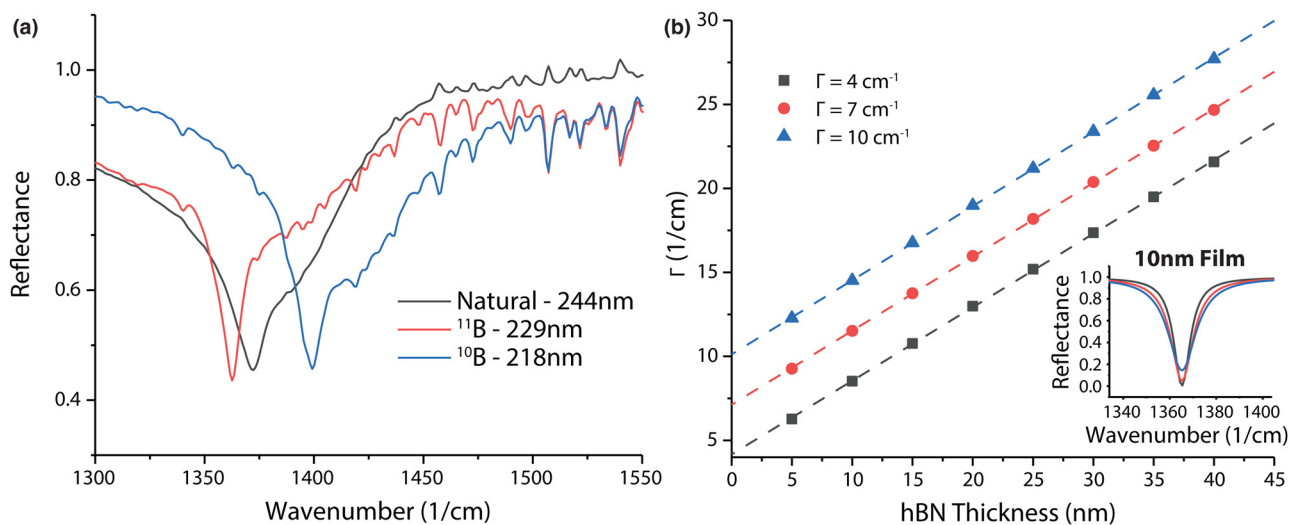 (a)
Reflectance
1.0
0.8
0.6
0.4
Natural - 244nm
¹¹B - 229nm
¹⁰B - 218nm
1300
1350
1400
1450
1500
1550
Wavenumber (1/cm)
(b)
Γ (1/cm)
30
25
20
15
10
5
Γ = 4 cm⁻¹
Γ = 7 cm⁻¹
Γ = 10 cm⁻¹
10nm Film
Reflectance
1.0
0.8
0.6
0.4
0.2
0.0
1340
1360
1380
1400
Wavenumber (1/cm)
0
5
10
15
20
25
30
35
40
45
hBN Thickness (nm)